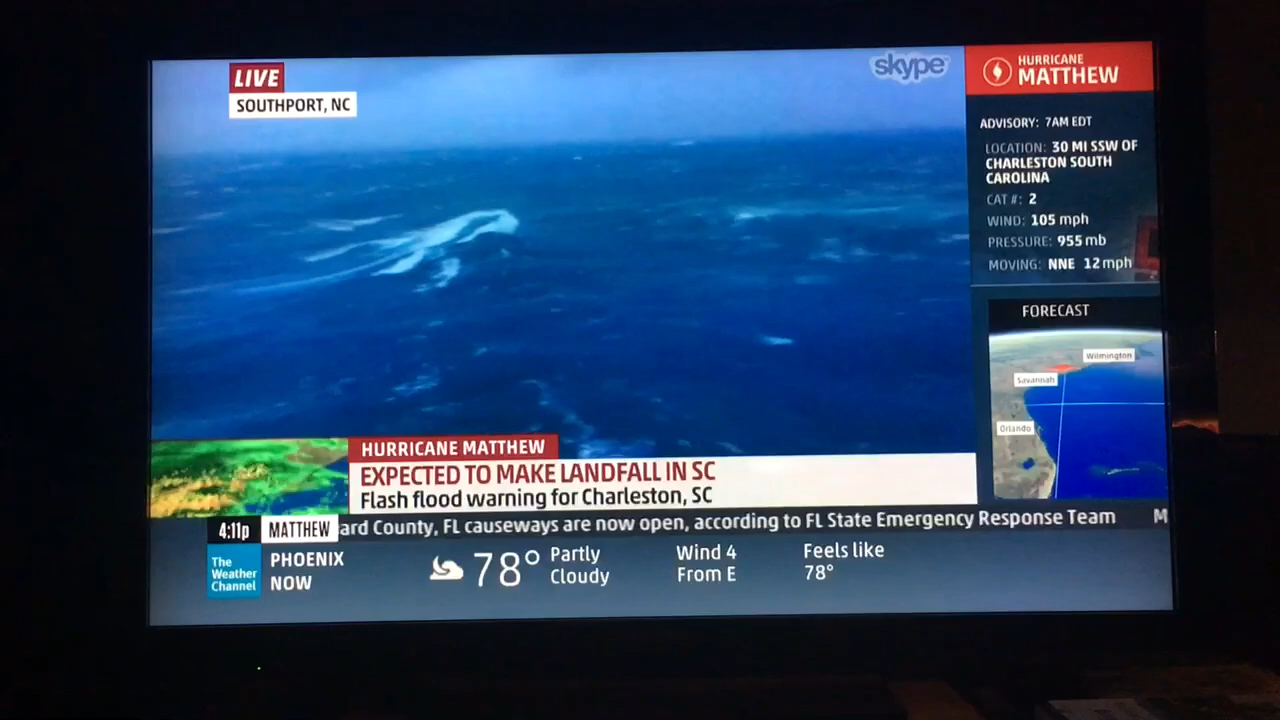 LIVE
SOUTHPORT, NC
skype
HURRICANE
MATTHEW
ADVISORY: 7AM EDT
LOCATION: 30 MI SSW OF
CHARLESTON SOUTH
CAROLINA
CAT #: 2
WIND: 105 mph
PRESSURE: 955 mb
MOVING: NNE 12 mph
FORECAST
Wilmington
Savannah
Orlando
HURRICANE MATTHEW
EXPECTED TO MAKE LANDFALL IN SC
Flash flood warning for Charleston, SC
4:11p MATTHEW ard County, FL causeways are now open, according to FL State Emergency Response Team M
The
Weather
Channel
PHOENIX
NOW
78°
Partly
Cloudy
Wind 4
From E
Feels like
78°